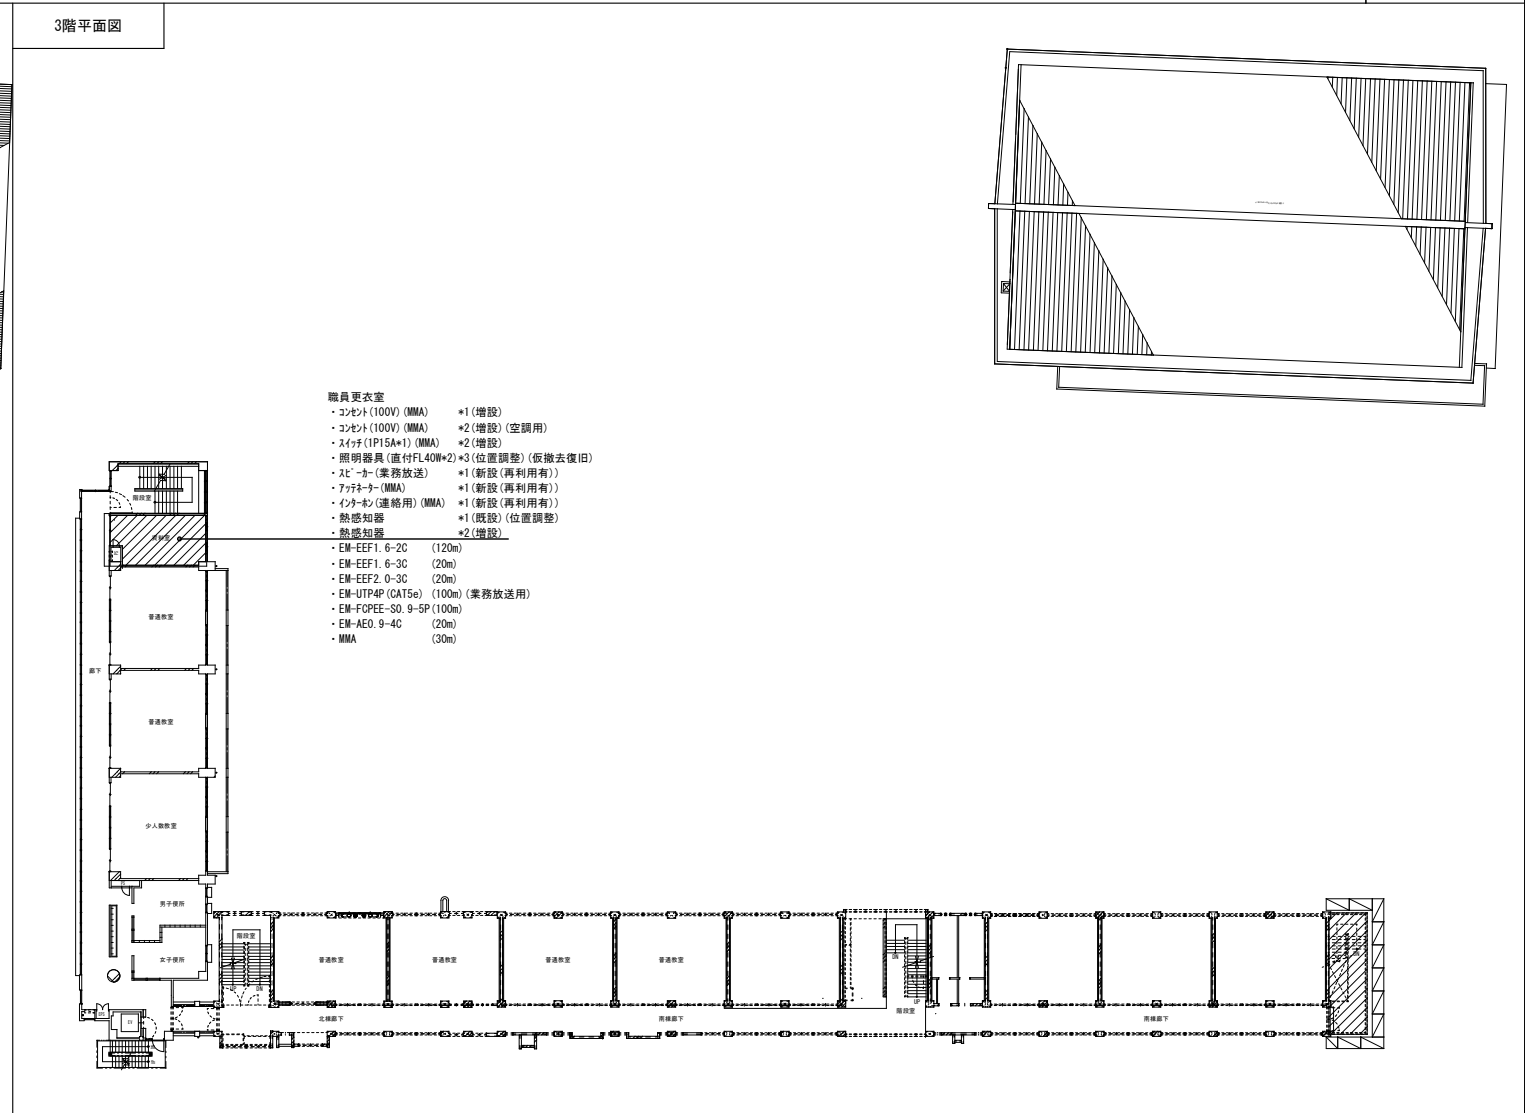 3階平面図
職員更衣室
・コンセント(100V)(MMA) *1(増設)
・コンセント(100V)(MMA) *2(増設)(空調用)
・スイッチ(1P15A*1)(MMA) *2(増設)
・照明器具(直付FL40W*2)*3(位置調整)(仮撤去復旧)
・スピーカー(業務放送) *1(新設(再利用有))
・アッテネーター(MMA) *1(新設(再利用有))
・インターホン(連絡用)(MMA) *1(新設(再利用有))
・熱感知器 *1(既設)(位置調整)
・熱感知器 *2(増設)
・EM-EEF1.6-2C (120m)
・EM-EEF1.6-3C (20m)
・EM-EEF2.0-3C (20m)
・EM-UTP4P(CAT5e) (100m)(業務放送用)
・EM-FCPEE-S0.9-5P(100m)
・EM-AE0.9-4C (20m)
・MMA (30m)
階段室
資料室
普通教室
廊下
普通教室
少人数教室
男子便所
女子便所
階段室
UP
DN
普通教室
普通教室
普通教室
普通教室
DN
UP
階段室
EPS
EV
北棟廊下
南棟廊下
南棟廊下